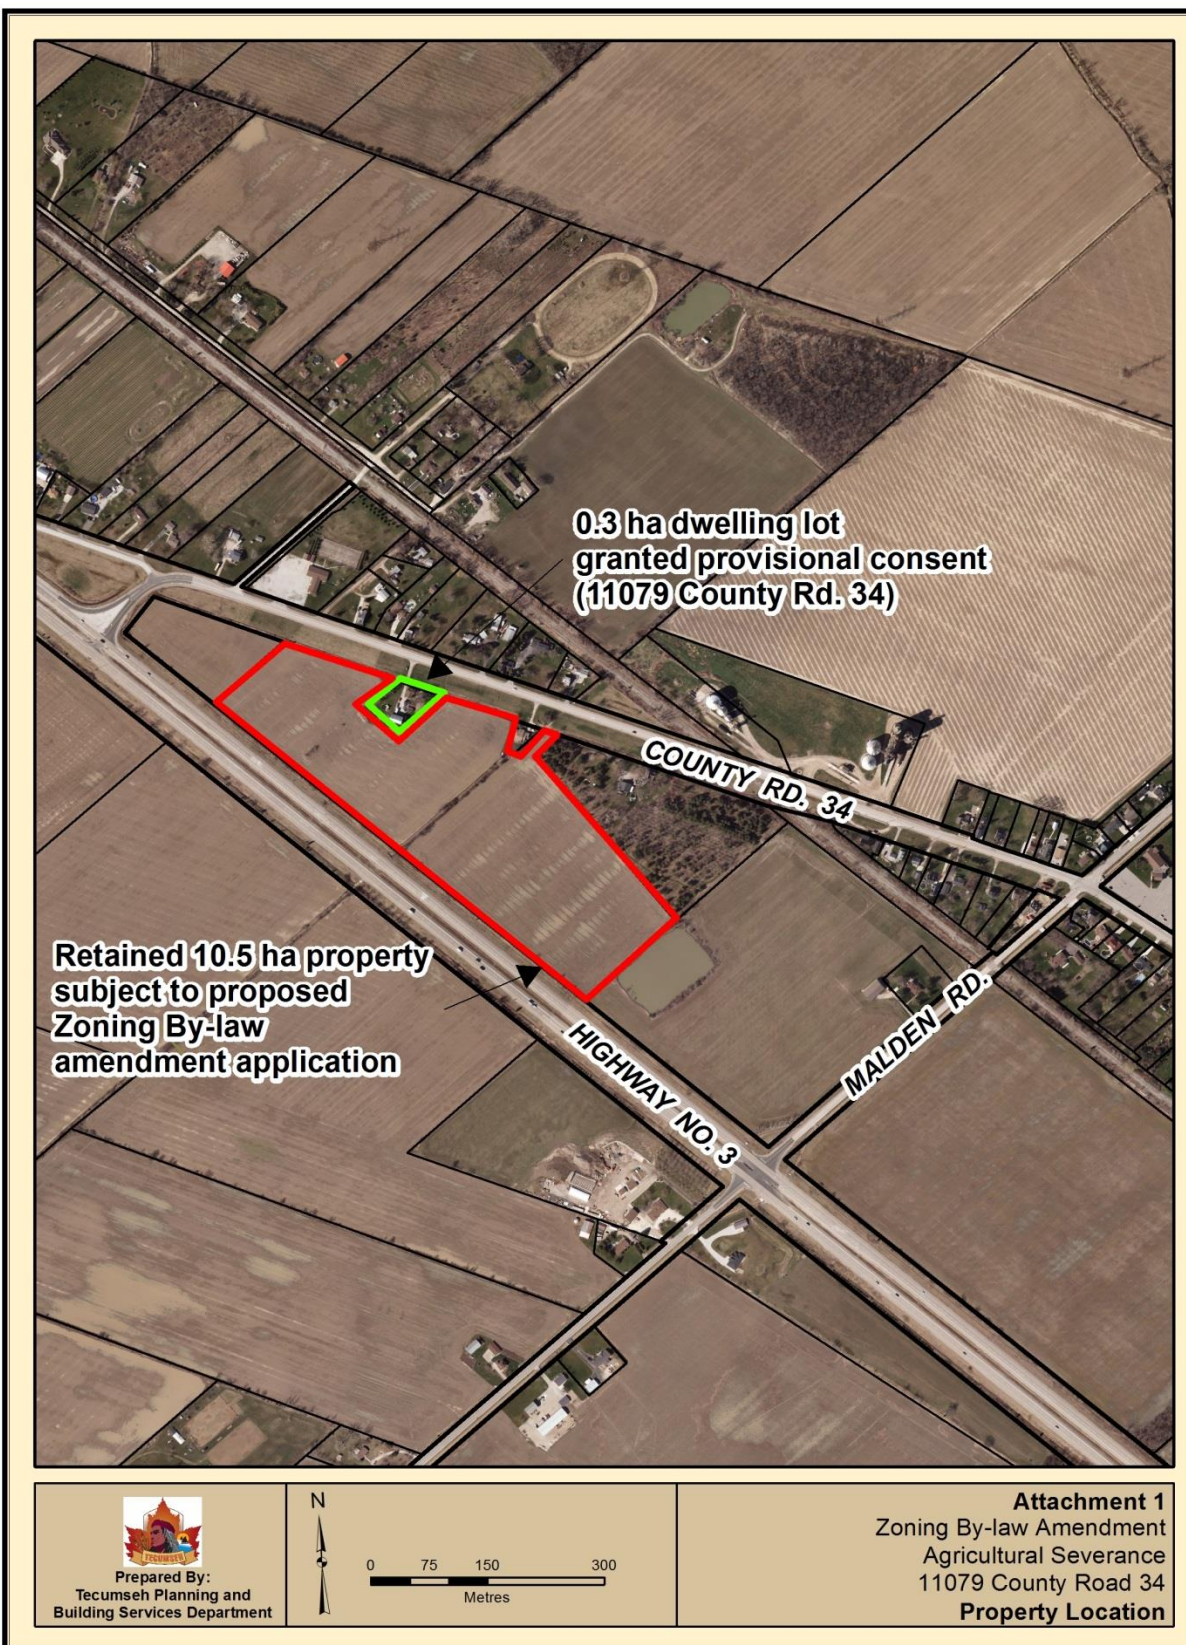 0.3 ha dwelling lot
granted provisional consent
(11079 County Rd. 34)
COUNTY RD. 34
Retained 10.5 ha property
subject to proposed
Zoning By-law
amendment application
HIGHWAY NO. 3
MALDEN RD.
TECUMSEH
Prepared By:
Tecumseh Planning and
Building Services Department
N
0 75 150 300
Metres
Attachment 1
Zoning By-law Amendment
Agricultural Severance
11079 County Road 34
Property Location